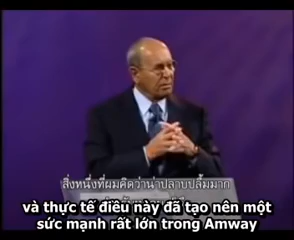 สิ่งหนึ่งที่ผมคิดว่าน่าปลาบปลื้มมาก
và thực tế điều này đã tạo nên một
sức mạnh rất lớn trong Amway